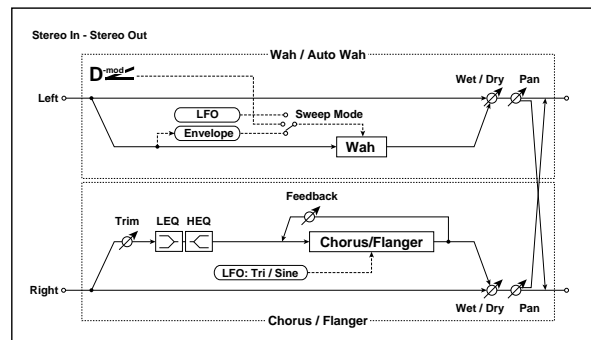 Stereo In - Stereo Out
Wah / Auto Wah
D-mod
Wet / Dry
Pan
Left
LFO
Sweep Mode
Envelope
Wah
Feedback
Trim
LEQ
HEQ
Chorus/Flanger
LFO: Tri / Sine
Right
Wet / Dry
Pan
Chorus / Flanger